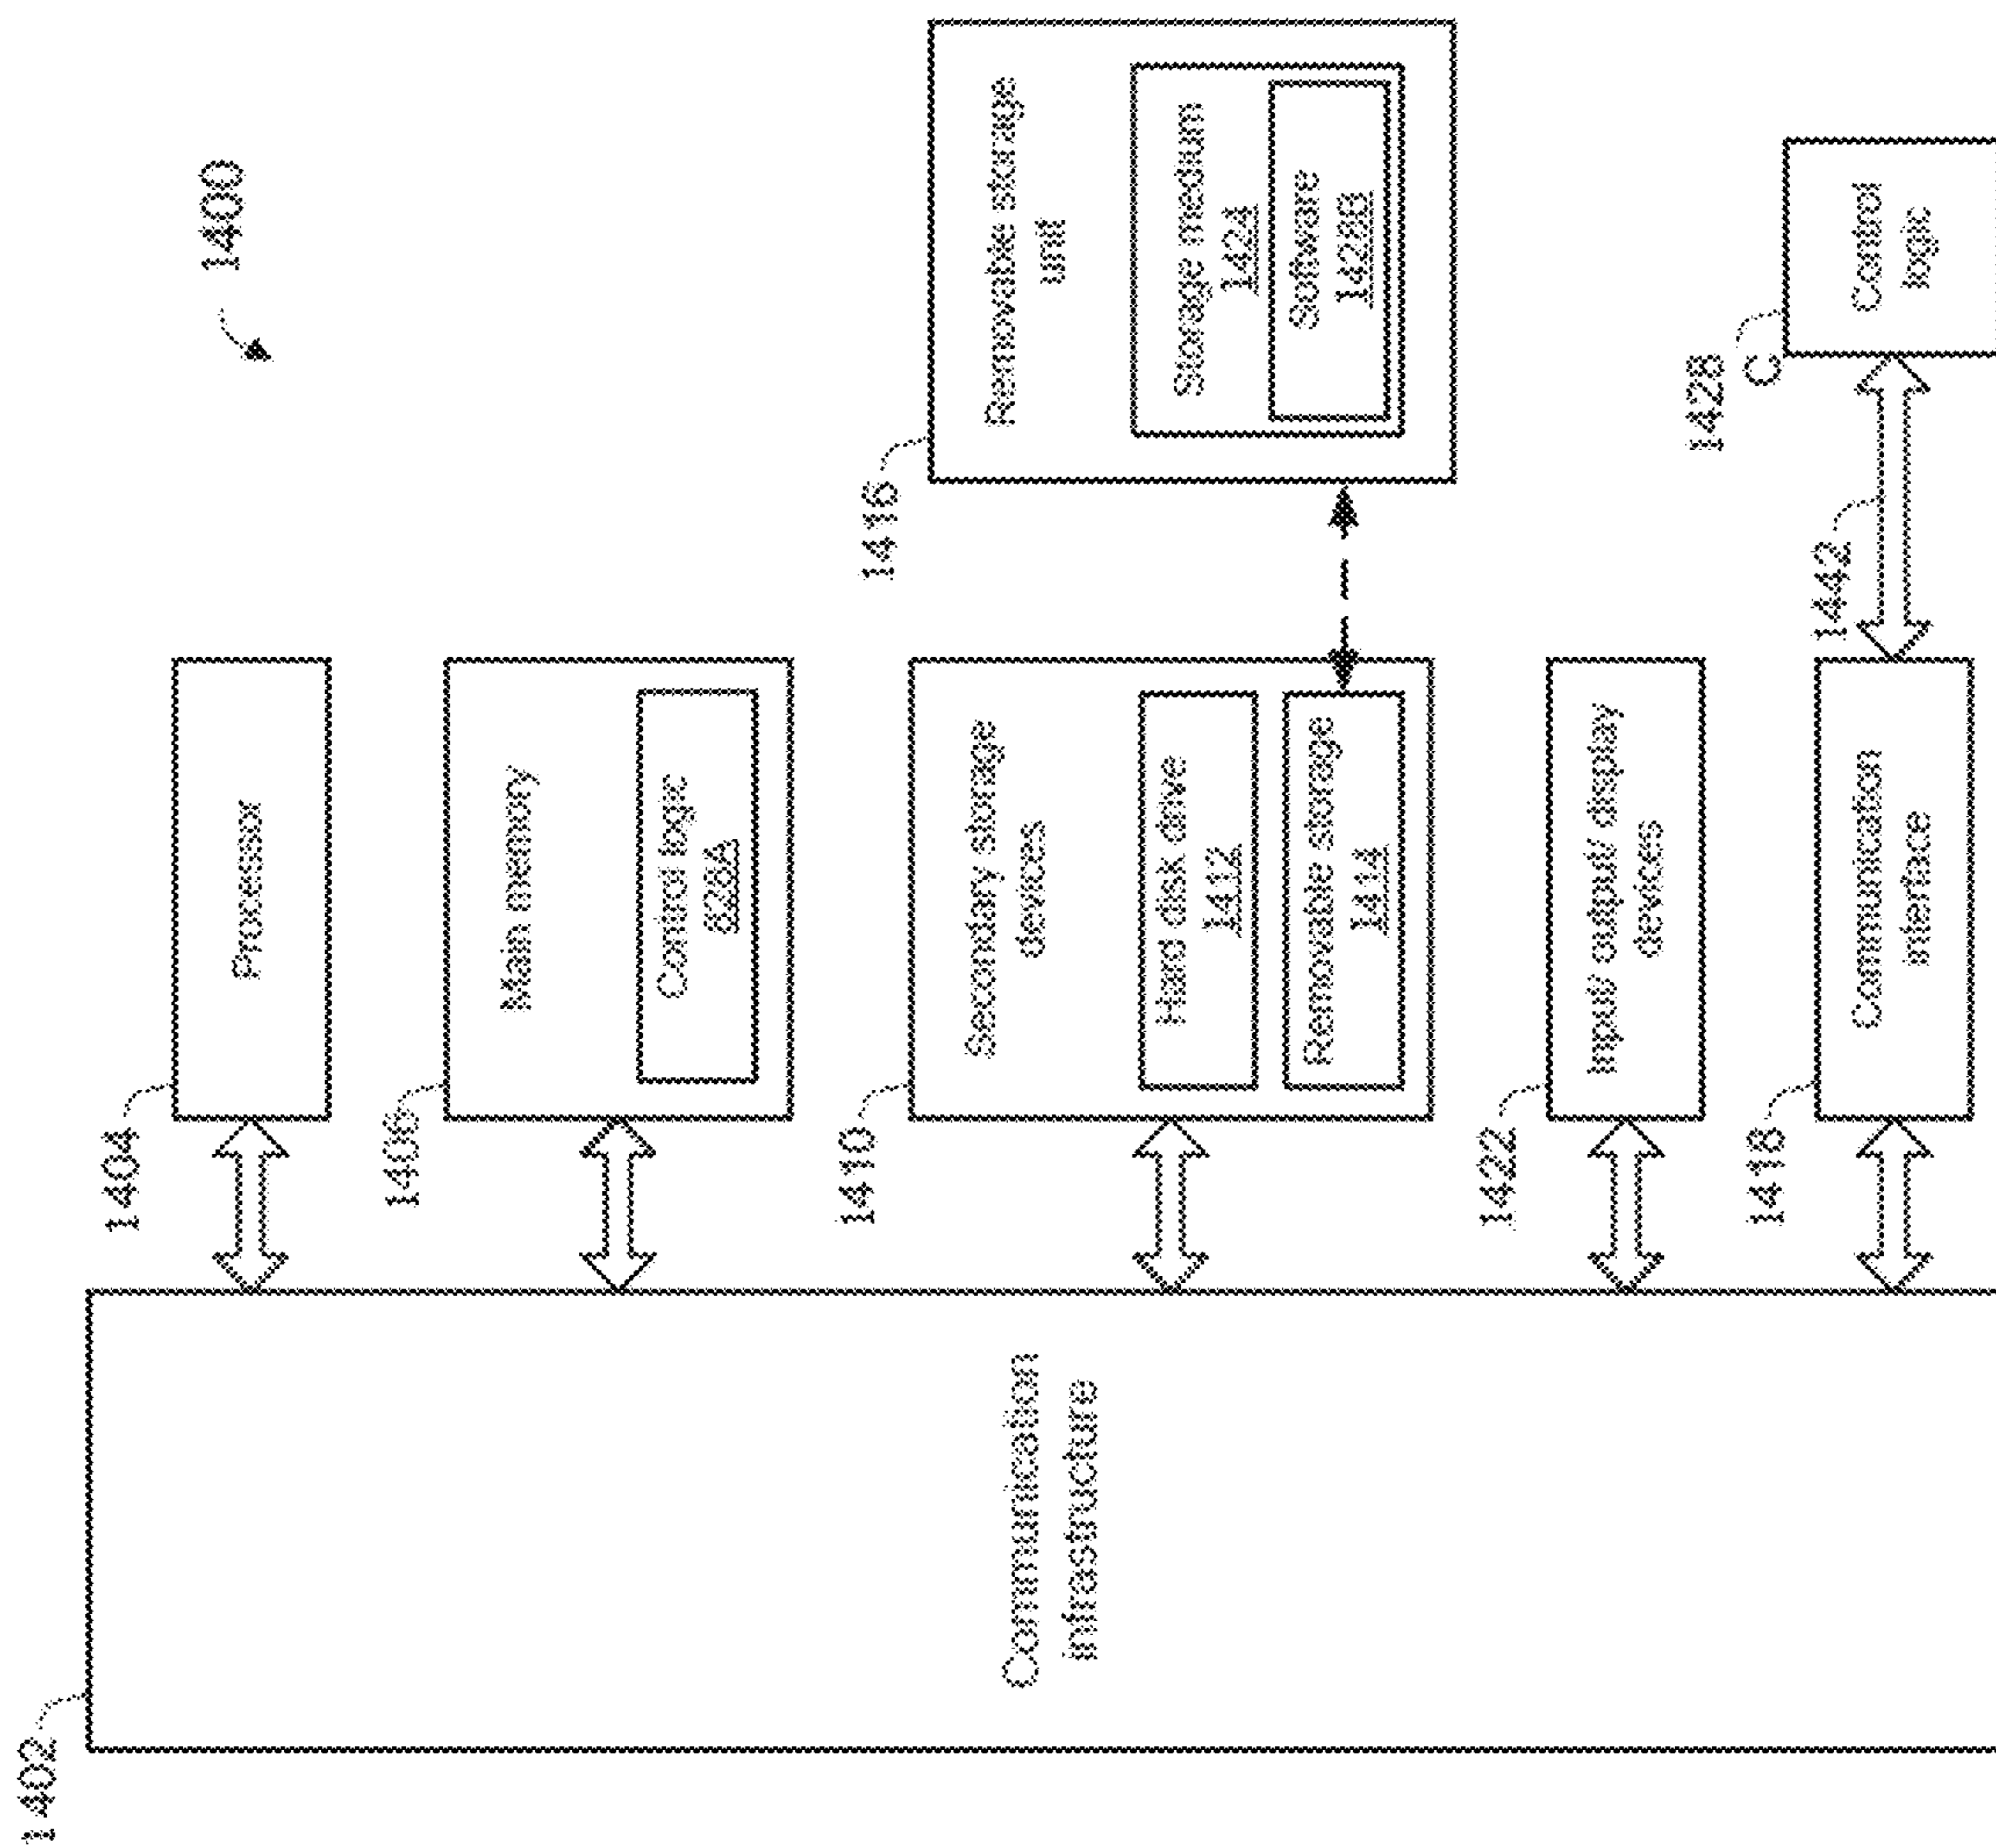 1400
1402
Communication
infrastructure
1404
Processor
1406
Main memory
Control logic
828A
1410
Secondary storage
devices
Hard disk drive
1412
Removable storage
1414
1416
Removable storage
unit
Storage medium
1424
Software
1428B
1422
Input/ output/ display
devices
1418
Communication
interface
1442
1428
C
Control
logic